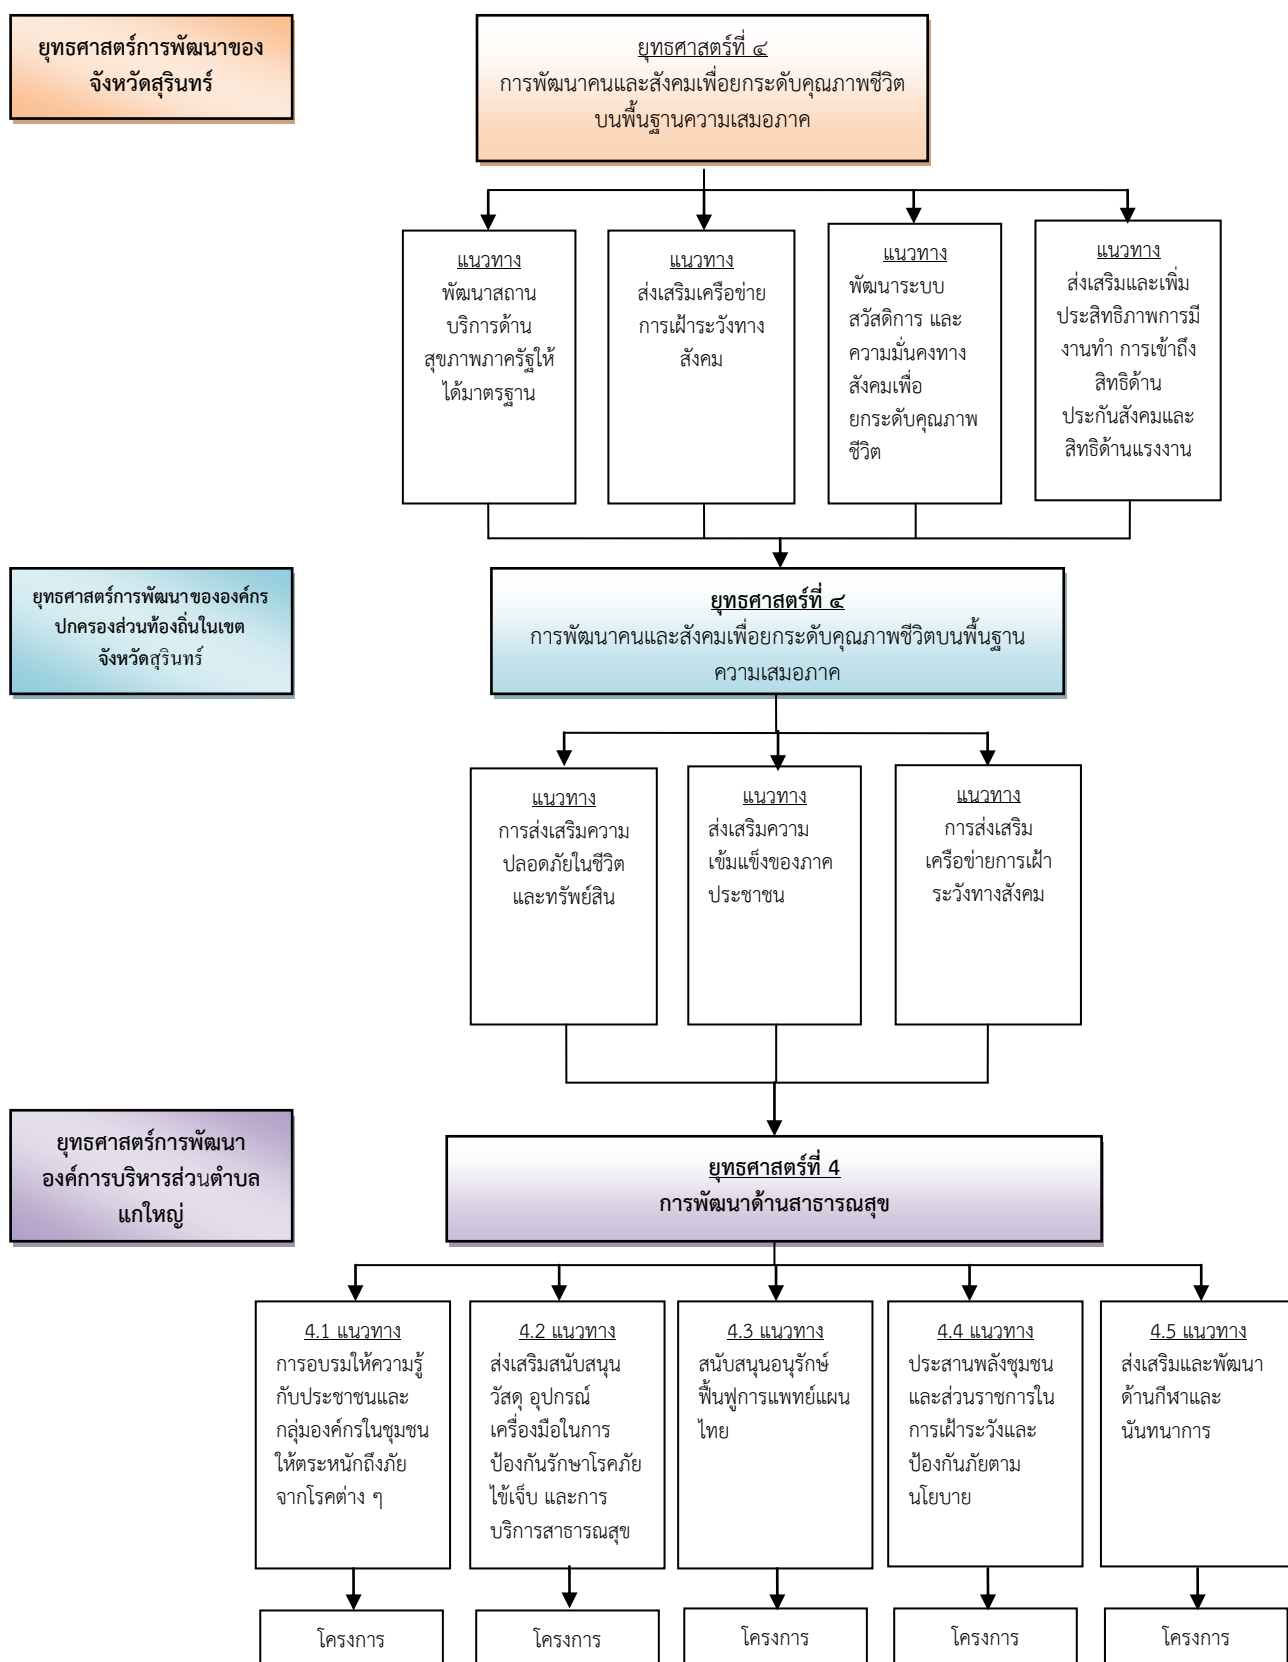 ยุทธศาสตร์การพัฒนาของ
จังหวัดสุรินทร์
ยุทธศาสตร์ที่ ๔
การพัฒนาคนและสังคมเพื่อยกระดับคุณภาพชีวิต
บนพื้นฐานความเสมอภาค
แนวทาง
พัฒนาสถาน
บริการด้าน
สุขภาพภาครัฐให้
ได้มาตรฐาน
แนวทาง
ส่งเสริมเครือข่าย
การเฝ้าระวังทาง
สังคม
แนวทาง
พัฒนาระบบ
สวัสดิการ และ
ความมั่นคงทาง
สังคมเพื่อ
ยกระดับคุณภาพ
ชีวิต
แนวทาง
ส่งเสริมและเพิ่ม
ประสิทธิภาพการมี
งานทำ การเข้าถึง
สิทธิด้าน
ประกันสังคมและ
สิทธิด้านแรงงาน
ยุทธศาสตร์การพัฒนาขององค์กร
ปกครองส่วนท้องถิ่นในเขต
จังหวัดสุรินทร์
ยุทธศาสตร์ที่ ๔
การพัฒนาคนและสังคมเพื่อยกระดับคุณภาพชีวิตบนพื้นฐาน
ความเสมอภาค
แนวทาง
การส่งเสริมความ
ปลอดภัยในชีวิต
และทรัพย์สิน
แนวทาง
ส่งเสริมความ
เข้มแข็งของภาค
ประชาชน
แนวทาง
การส่งเสริม
เครือข่ายการเฝ้า
ระวังทางสังคม
ยุทธศาสตร์การพัฒนา
องค์การบริหารส่วนตำบล
แกใหญ่
ยุทธศาสตร์ที่ 4
การพัฒนาด้านสาธารณสุข
4.1 แนวทาง
การอบรมให้ความรู้
กับประชาชนและ
กลุ่มองค์กรในชุมชน
ให้ตระหนักถึงภัย
จากโรคต่าง ๆ
4.2 แนวทาง
ส่งเสริมสนับสนุน
วัสดุ อุปกรณ์
เครื่องมือในการ
ป้องกันรักษาโรคภัย
ไข้เจ็บ และการ
บริการสาธารณสุข
4.3 แนวทาง
สนับสนุนอนุรักษ์
ฟื้นฟูการแพทย์แผน
ไทย
4.4 แนวทาง
ประสานพลังชุมชน
และส่วนราชการใน
การเฝ้าระวังและ
ป้องกันภัยตาม
นโยบาย
4.5 แนวทาง
ส่งเสริมและพัฒนา
ด้านกีฬาและ
นันทนาการ
โครงการ
โครงการ
โครงการ
โครงการ
โครงการ